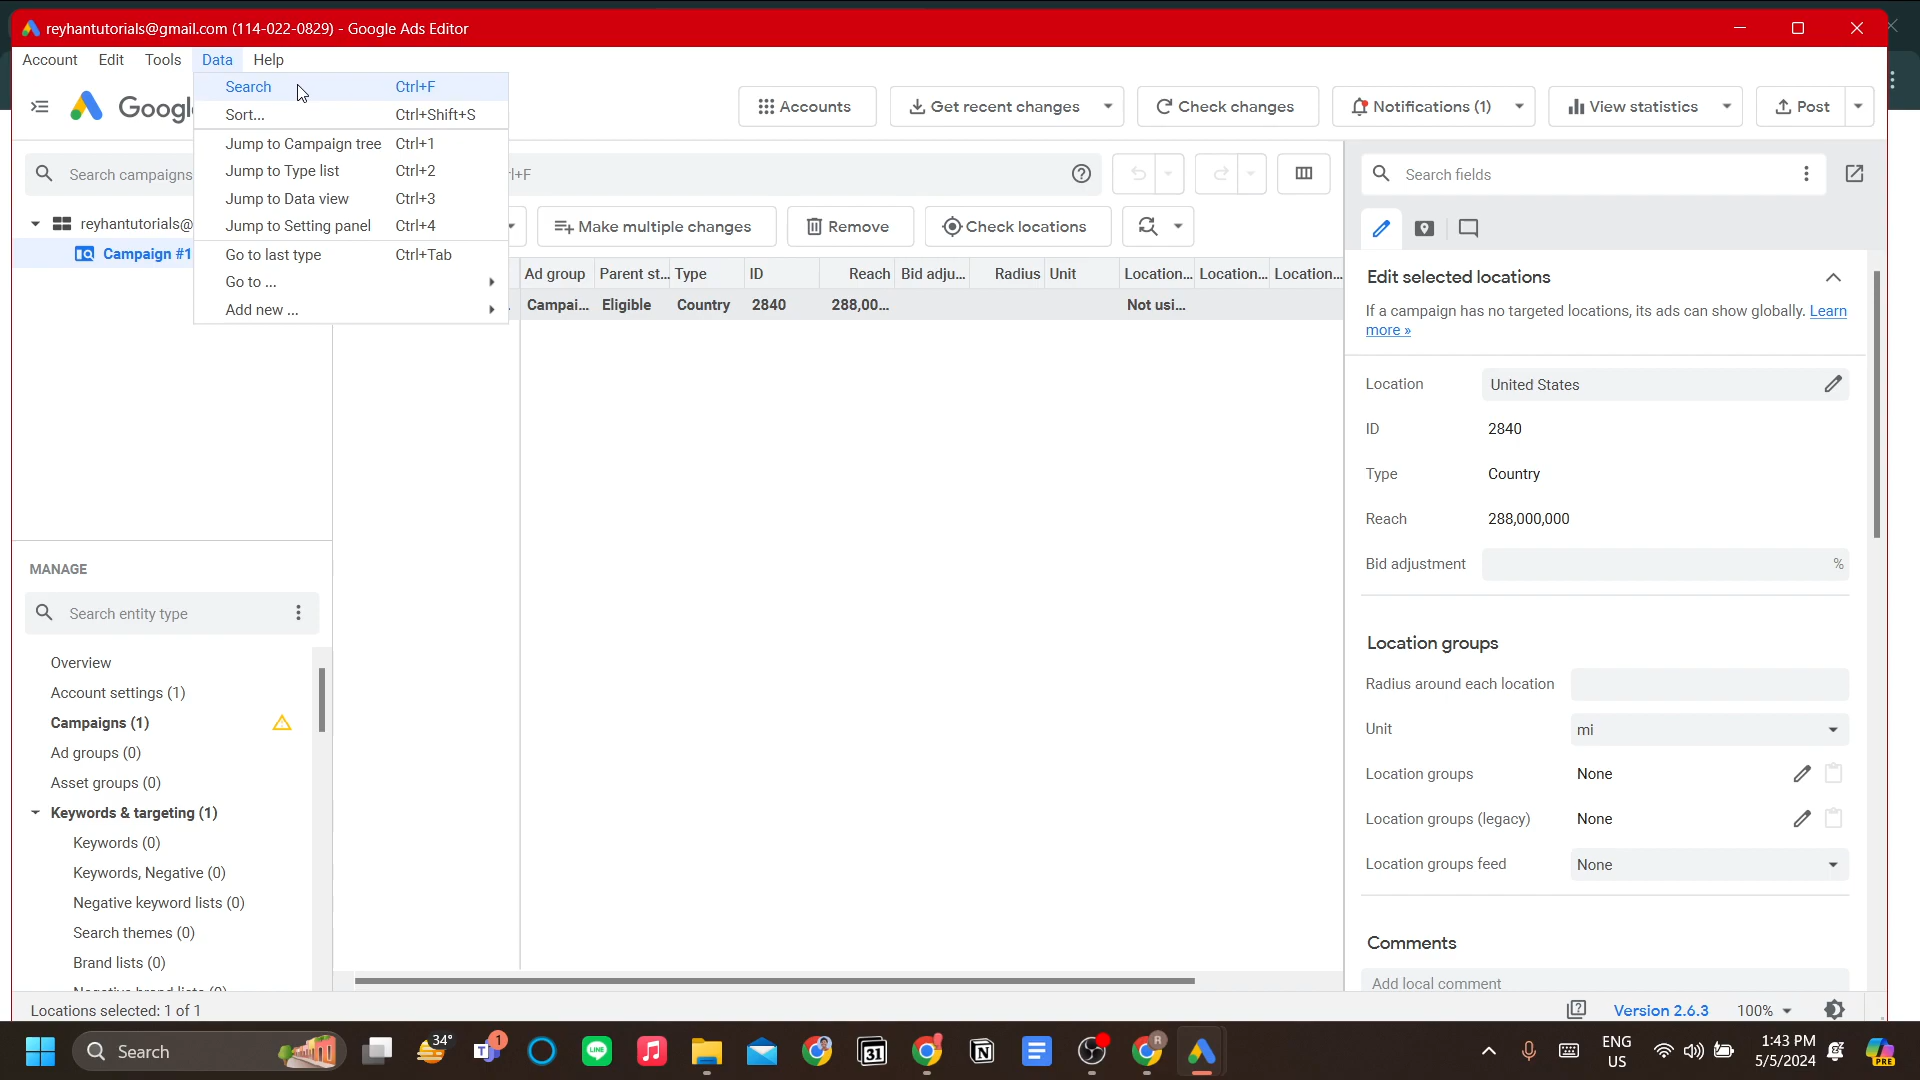 reyhantutorials@gmail.com (114-022-0829) - Google Ads Editor
Account Edit Tools Data Help
Search Ctrl+F
Sort... Ctrl+Shift+S
Jump to Campaign tree Ctrl+1
Jump to Type list Ctrl+2
Jump to Data view Ctrl+3
Jump to Setting panel Ctrl+4
Go to last type Ctrl+Tab
Go to ...
Add new ...
Accounts Get recent changes Check changes Notifications (1) View statistics Post
Search campaigns
Search fields
reyhantutorials@
Campaign #1
Make multiple changes Remove Check locations
Ad group Parent st... Type ID Reach Bid adju... Radius Unit Location... Location... Location...
Campai... Eligible Country 2840 288,00... Not usi...
Edit selected locations
If a campaign has no targeted locations, its ads can show globally. Learn
more »
Location United States
ID 2840
Type Country
Reach 288,000,000
Bid adjustment %
Location groups
Radius around each location
Unit mi
Location groups None
Location groups (legacy) None
Location groups feed None
Comments
Add local comment
MANAGE
Search entity type
Overview
Account settings (1)
Campaigns (1)
Ad groups (0)
Asset groups (0)
Keywords & targeting (1)
Keywords (0)
Keywords, Negative (0)
Negative keyword lists (0)
Search themes (0)
Brand lists (0)
Locations selected: 1 of 1
Version 2.6.3 100%
Search
34°
1
LINE
31
R
ENG
US
1:43 PM
5/5/2024
PRE